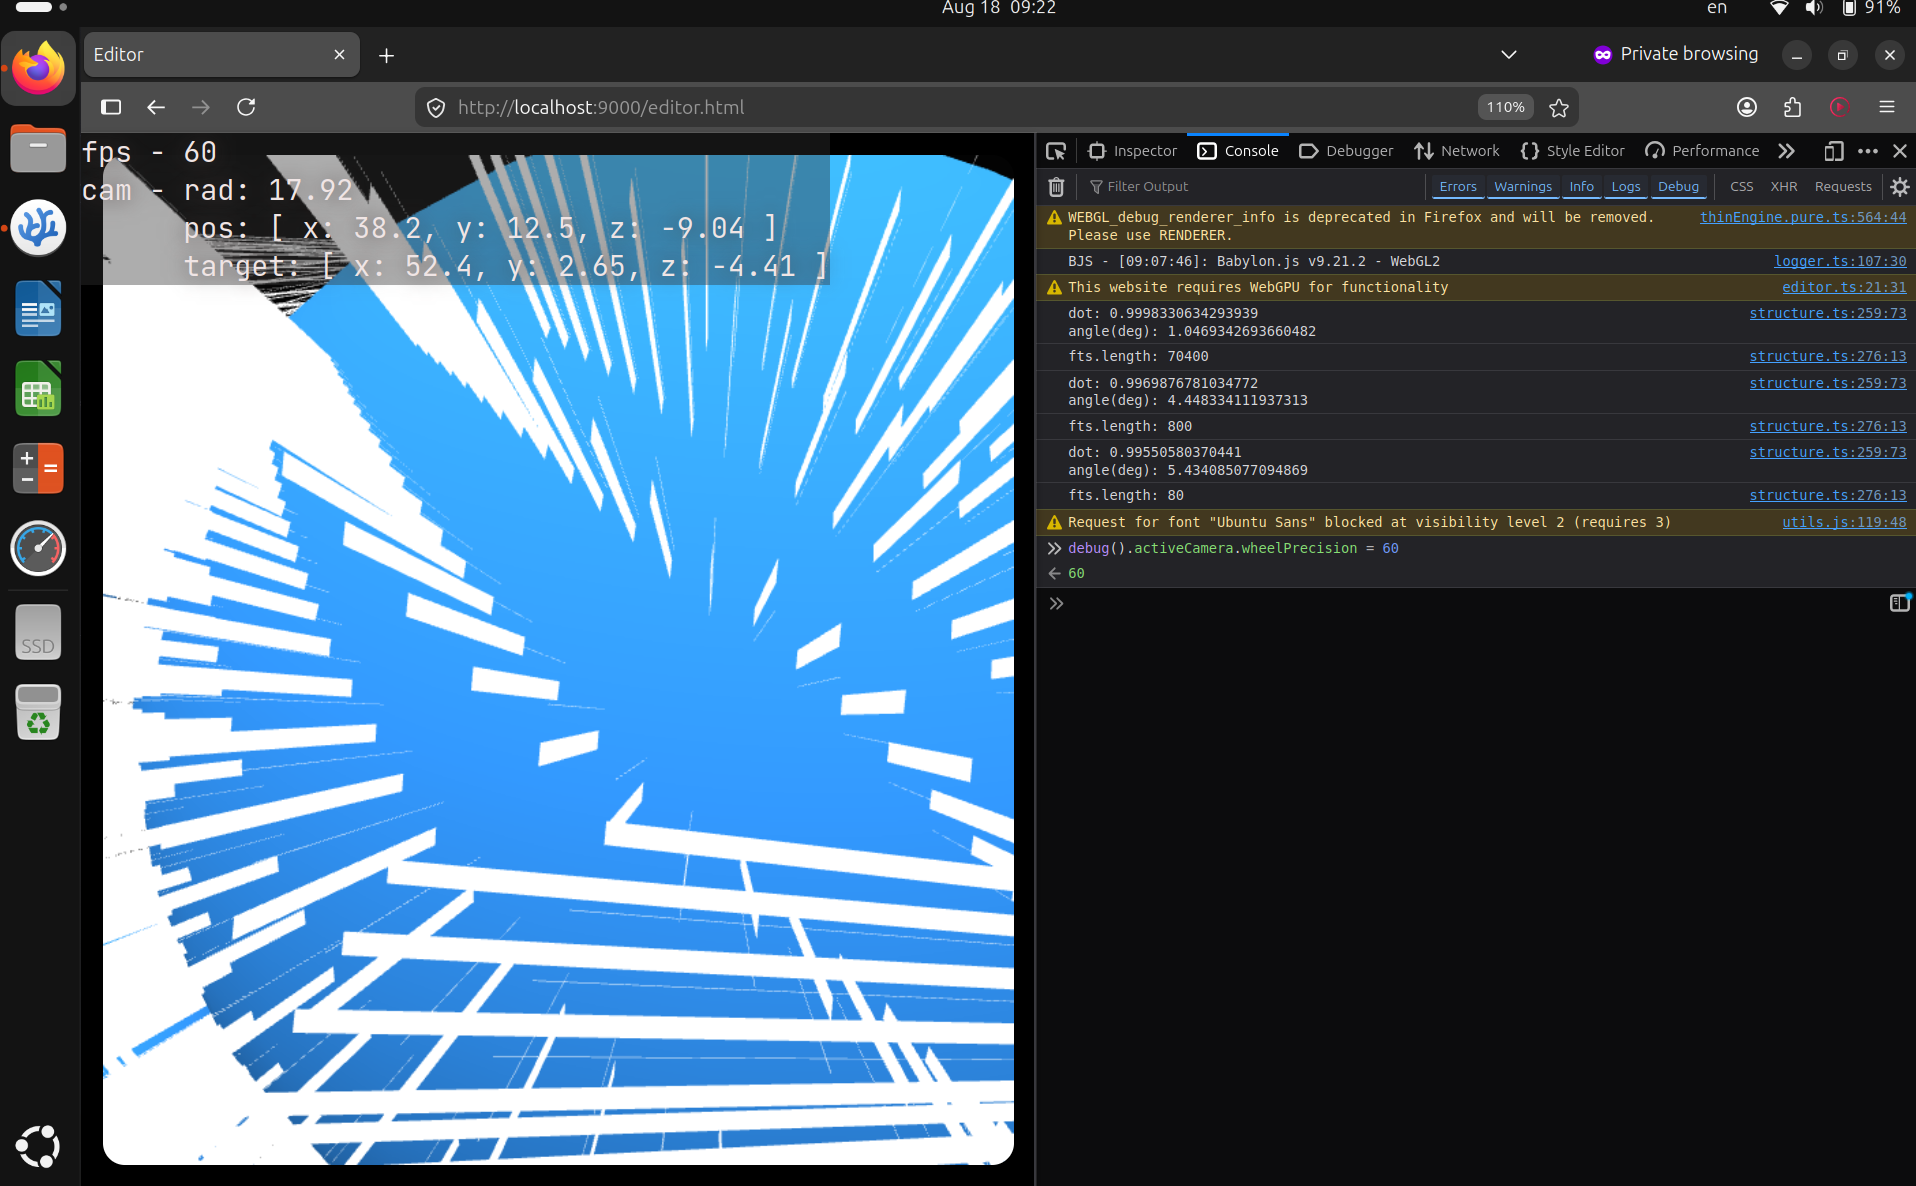 Aug 18 09:22
en
91%
Editor
Private browsing
http://localhost:9000/editor.html
110%
fps - 60
cam - rad: 17.92
pos: [ x: 38.2, y: 12.5, z: -9.04 ]
target: [ x: 52.4, y: 2.65, z: -4.41 ]
Inspector
Console
Debugger
Network
Style Editor
Performance
Filter Output
Errors
Warnings
Info
Logs
Debug
CSS
XHR
Requests
WEBGL_debug_renderer_info is deprecated in Firefox and will be removed. thinEngine.pure.ts:564:44
Please use RENDERER.
BJS - [09:07:46]: Babylon.js v9.21.2 - WebGL2 logger.ts:107:30
This website requires WebGPU for functionality editor.ts:21:31
dot: 0.9998330634293939 structure.ts:259:73
angle(deg): 1.0469342693660482
fts.length: 70400 structure.ts:276:13
dot: 0.9969876781034772 structure.ts:259:73
angle(deg): 4.448334111937313
fts.length: 800 structure.ts:276:13
dot: 0.99550580370441 structure.ts:259:73
angle(deg): 5.434085077094869
fts.length: 80 structure.ts:276:13
Request for font "Ubuntu Sans" blocked at visibility level 2 (requires 3) utils.js:119:48
debug().activeCamera.wheelPrecision = 60
60
SSD